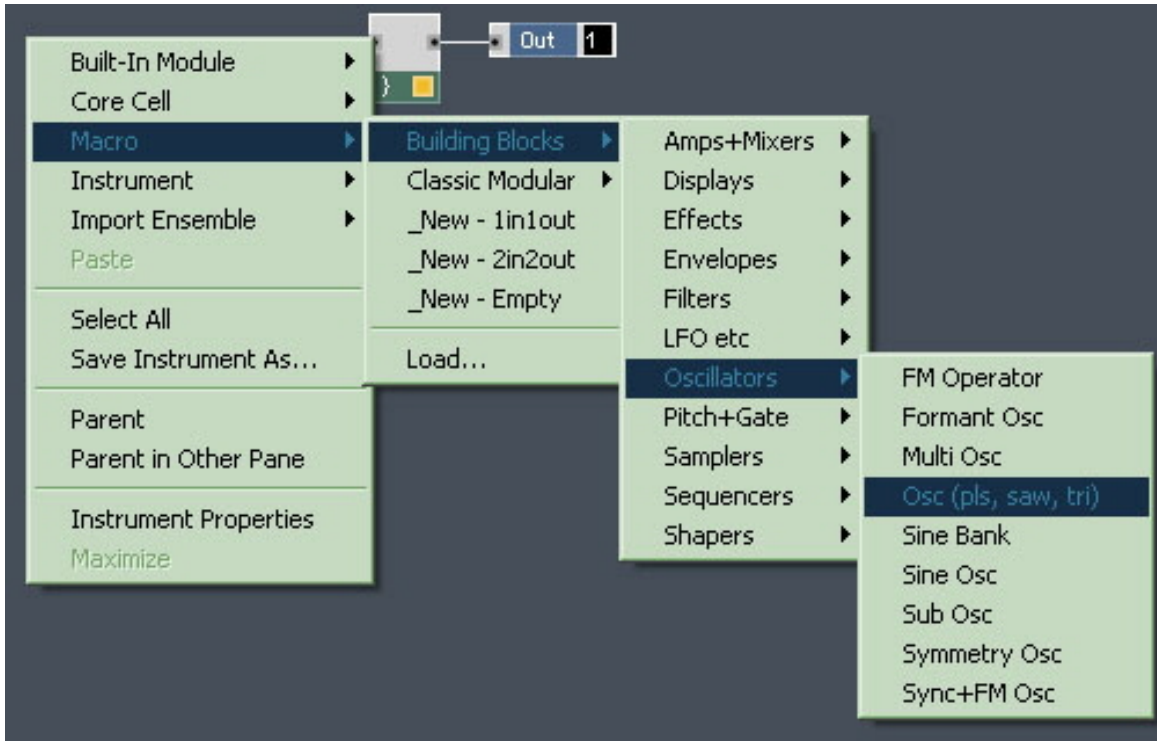 Out 1
}
Built-In Module
Core Cell
Macro
Instrument
Import Ensemble
Paste
Select All
Save Instrument As...
Parent
Parent in Other Pane
Instrument Properties
Maximize
Building Blocks
Classic Modular
_New - 1in1out
_New - 2in2out
_New - Empty
Load...
Amps+Mixers
Displays
Effects
Envelopes
Filters
LFO etc
Oscillators
Pitch+Gate
Samplers
Sequencers
Shapers
FM Operator
Formant Osc
Multi Osc
Osc (pls, saw, tri)
Sine Bank
Sine Osc
Sub Osc
Symmetry Osc
Sync+FM Osc